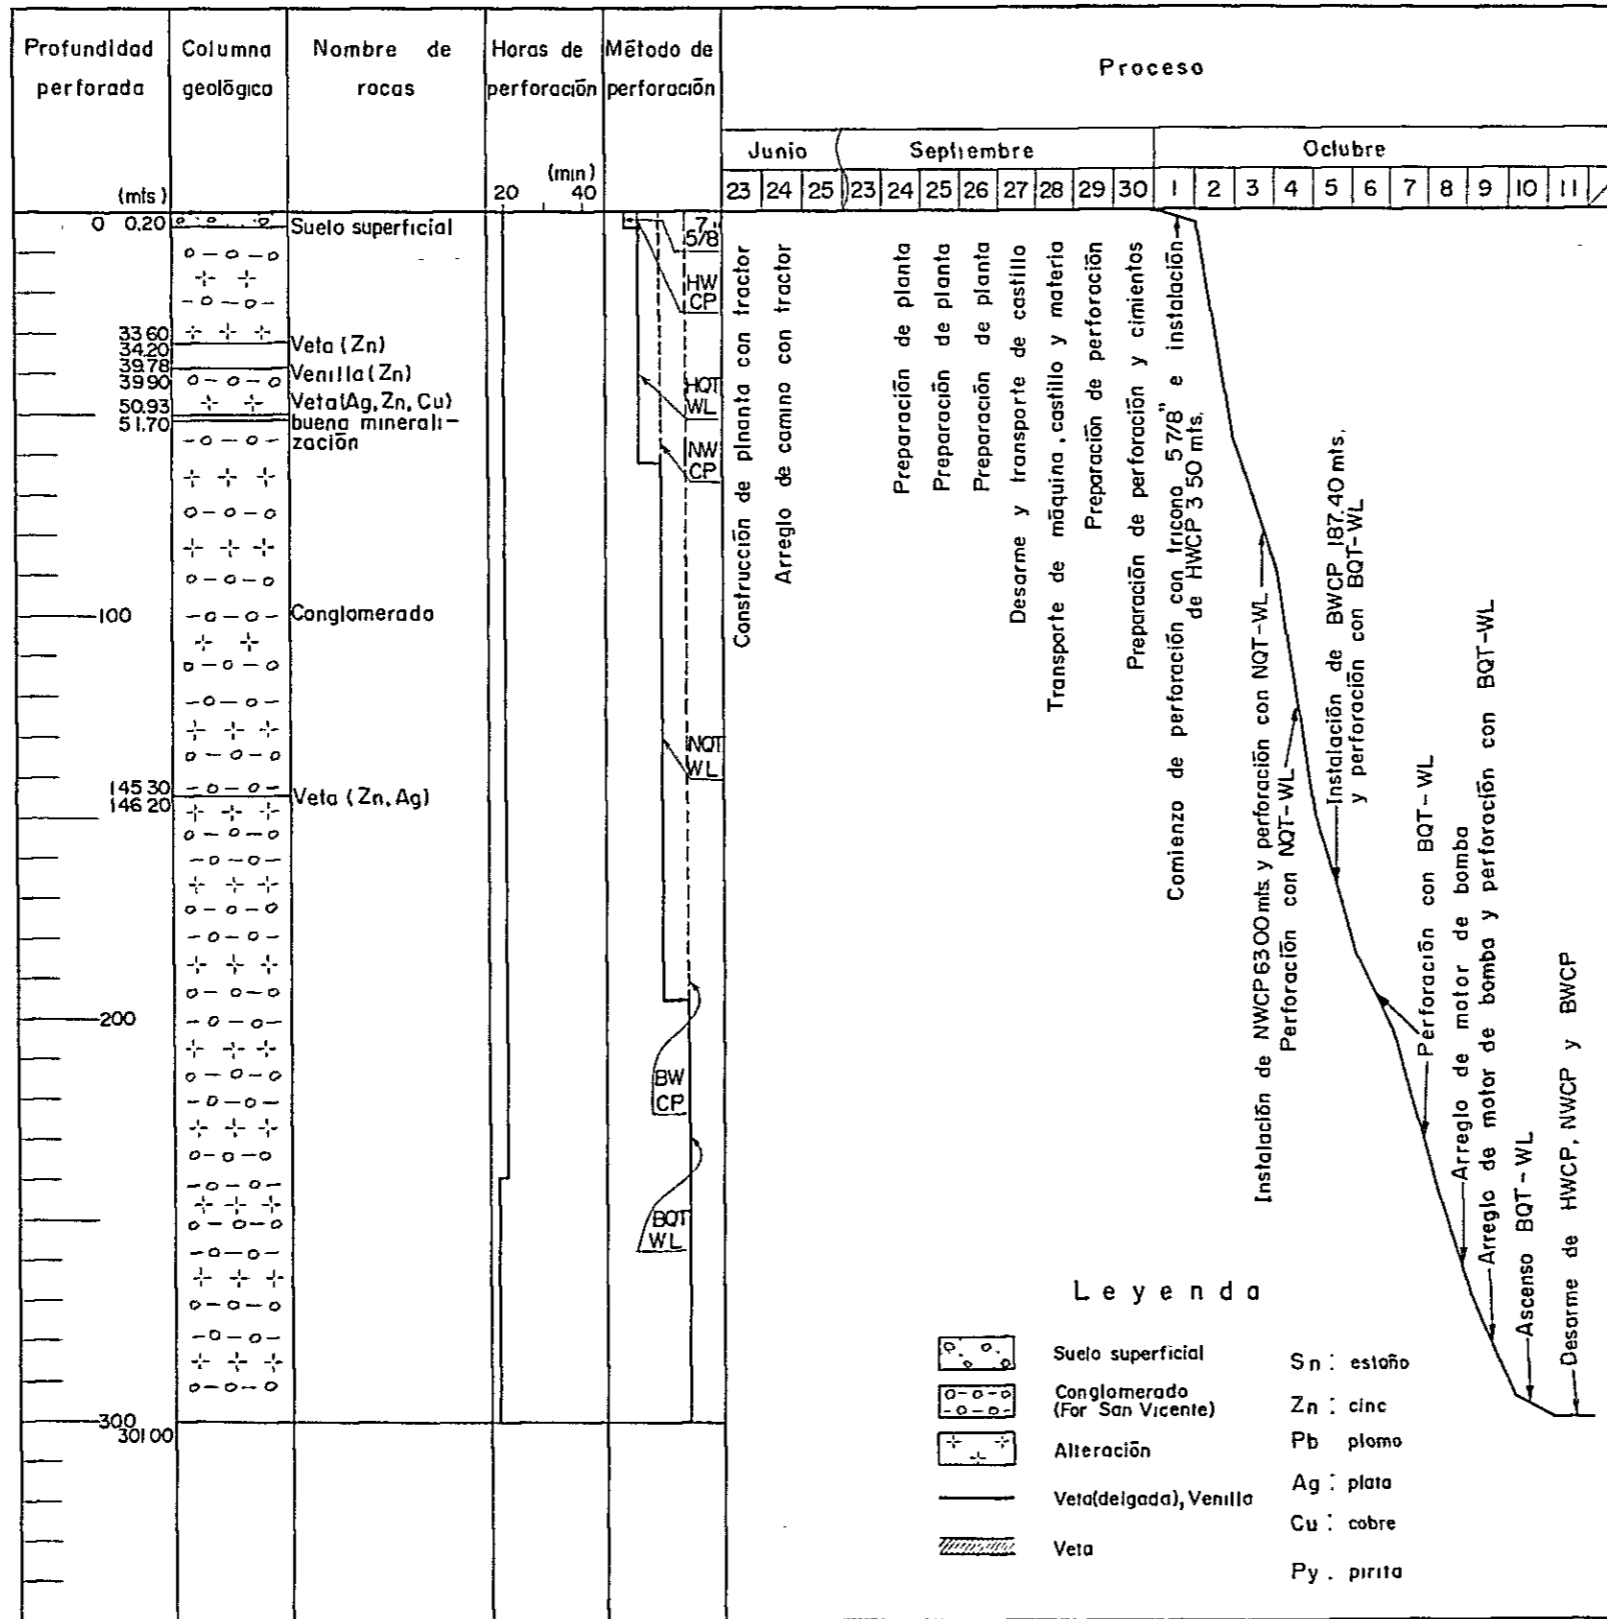 Profundidad perforada
Columna geológica
Nombre de rocas
Horas de perforación
Método de perforación
Proceso
(mts)
(min)
20 40
Junio
Septiembre
Octubre
23 24 25 23 24 25 26 27 28 29 30 1 2 3 4 5 6 7 8 9 10 11
0 0.20
Suelo superficial
33 60
34.20
Veta (Zn)
39.78
39 90
Venilla (Zn)
50.93
51.70
Veta(Ag, Zn, Cu)
buena minerali-
zación
100
Conglomerado
145 30
146 20
Veta (Zn, Ag)
200
300
301 00
7"
5/8
HW
CP
HQT
WL
NW
CP
NQT
WL
BW
CP
BQT
WL
Construcción de plnanta con tractor
Arreglo de camino con tractor
Preparación de planta
Preparación de planta
Preparación de planta
Desarme y transporte de castillo
Transporte de máquina, castillo y materia
Preparación de perforación
Preparación de perforación y cimientos
Comienzo de perforación con tricono 5 7/8" e instalación
de HWCP 3 50 mts.
Instalación de NWCP 63 00 mts. y perforación con NQT-WL
Perforación con NQT-WL
Instalación de BWCP 187.40 mts.
y perforación con BQT-WL
Perforación con BQT-WL
Arreglo de motor de bomba
Arreglo de motor de bomba y perforación con BQT-WL
Ascenso BQT-WL
Desarme de HWCP, NWCP y BWCP
Leyenda
Suelo superficial
Conglomerado
(For San Vicente)
Alteración
Veta(delgada), Venilla
Veta
Sn : estaño
Zn : cinc
Pb plomo
Ag : plata
Cu : cobre
Py . pirita